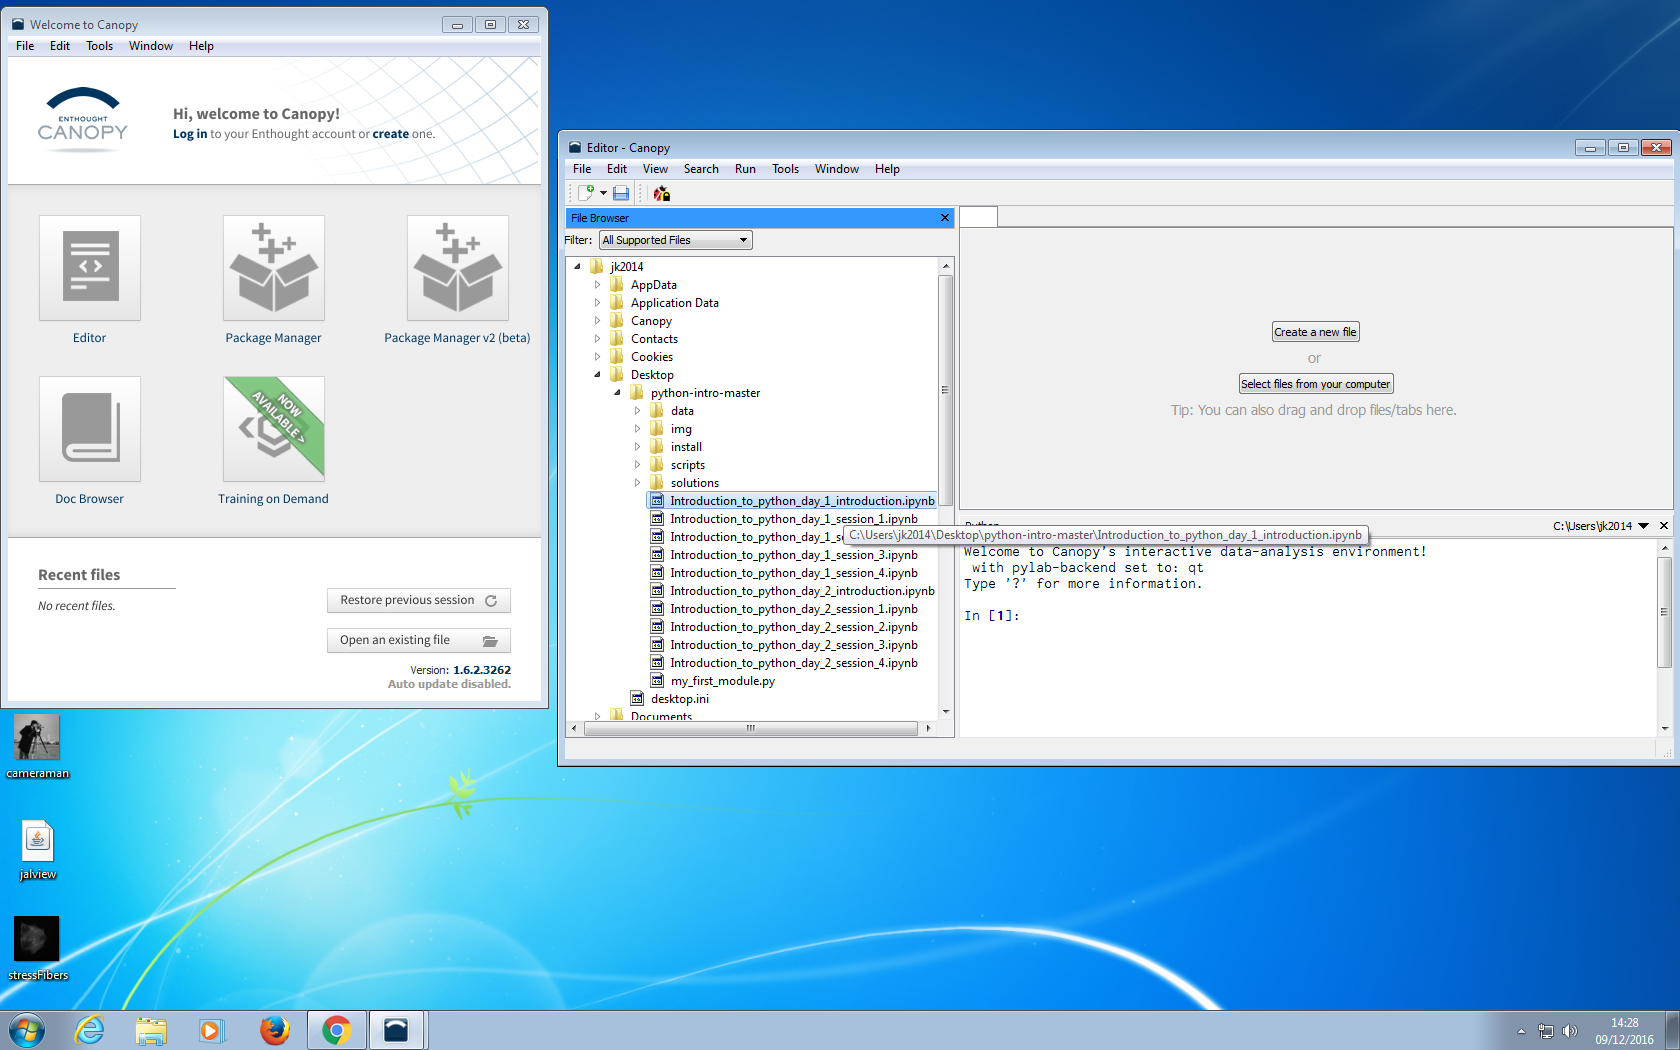 Welcome to Canopy
File Edit Tools Window Help
ENTHOUGHT
CANOPY
Hi, welcome to Canopy!
Log in to your Enthought account or create one.
Editor
Package Manager
Package Manager v2 (beta)
NOW
AVAILABLE >
Doc Browser
Training on Demand
Recent files
No recent files.
Restore previous session
Open an existing file
Version: 1.6.2.3262
Auto update disabled.
Editor - Canopy
File Edit View Search Run Tools Window Help
File Browser
Filter: All Supported Files
jk2014
AppData
Application Data
Canopy
Contacts
Cookies
Desktop
python-intro-master
data
img
install
scripts
solutions
Introduction_to_python_day_1_introduction.ipynb
Introduction_to_python_day_1_session_1.ipynb
Introduction_to_python_day_1_se
C:\Users\jk2014\Desktop\python-intro-master\Introduction_to_python_day_1_introduction.ipynb
Introduction_to_python_day_1_session_3.ipynb
Introduction_to_python_day_1_session_4.ipynb
Introduction_to_python_day_2_introduction.ipynb
Introduction_to_python_day_2_session_1.ipynb
Introduction_to_python_day_2_session_2.ipynb
Introduction_to_python_day_2_session_3.ipynb
Introduction_to_python_day_2_session_4.ipynb
my_first_module.py
desktop.ini
Documents
Create a new file
or
Select files from your computer
Tip: You can also drag and drop files/tabs here.
Python
C:\Users\jk2014
Welcome to Canopy's interactive data-analysis environment!
with pylab-backend set to: qt
Type '?' for more information.
In [1]:
cameraman
jalview
stressFibers
14:28
09/12/2016